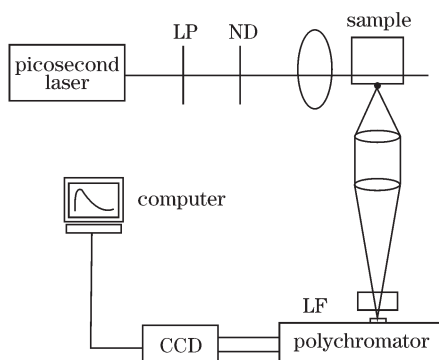 sample
LP
ND
picosecond
laser
computer
LF
CCD
polychromator